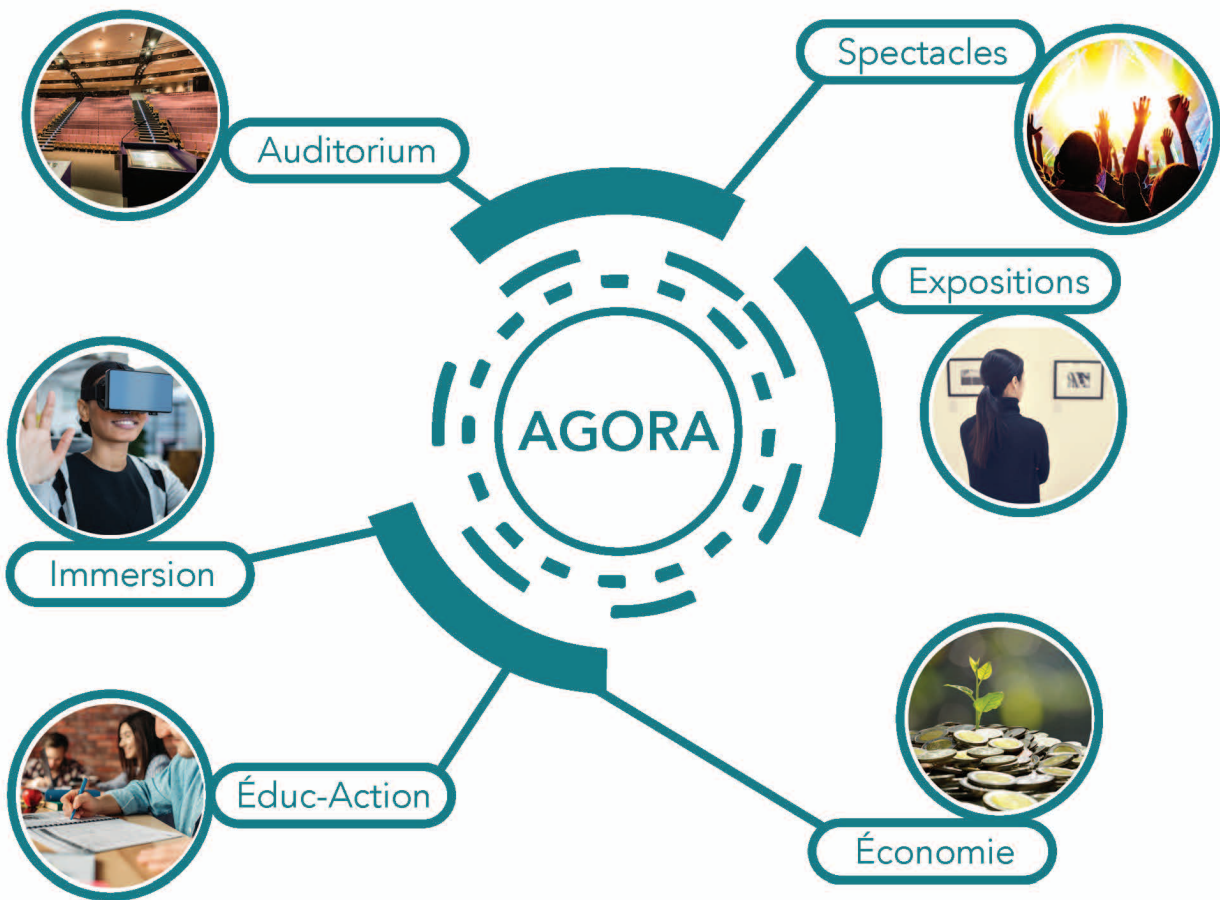 Spectacles
Auditorium
Expositions
AGORA
Immersion
Éduc-Action
Économie